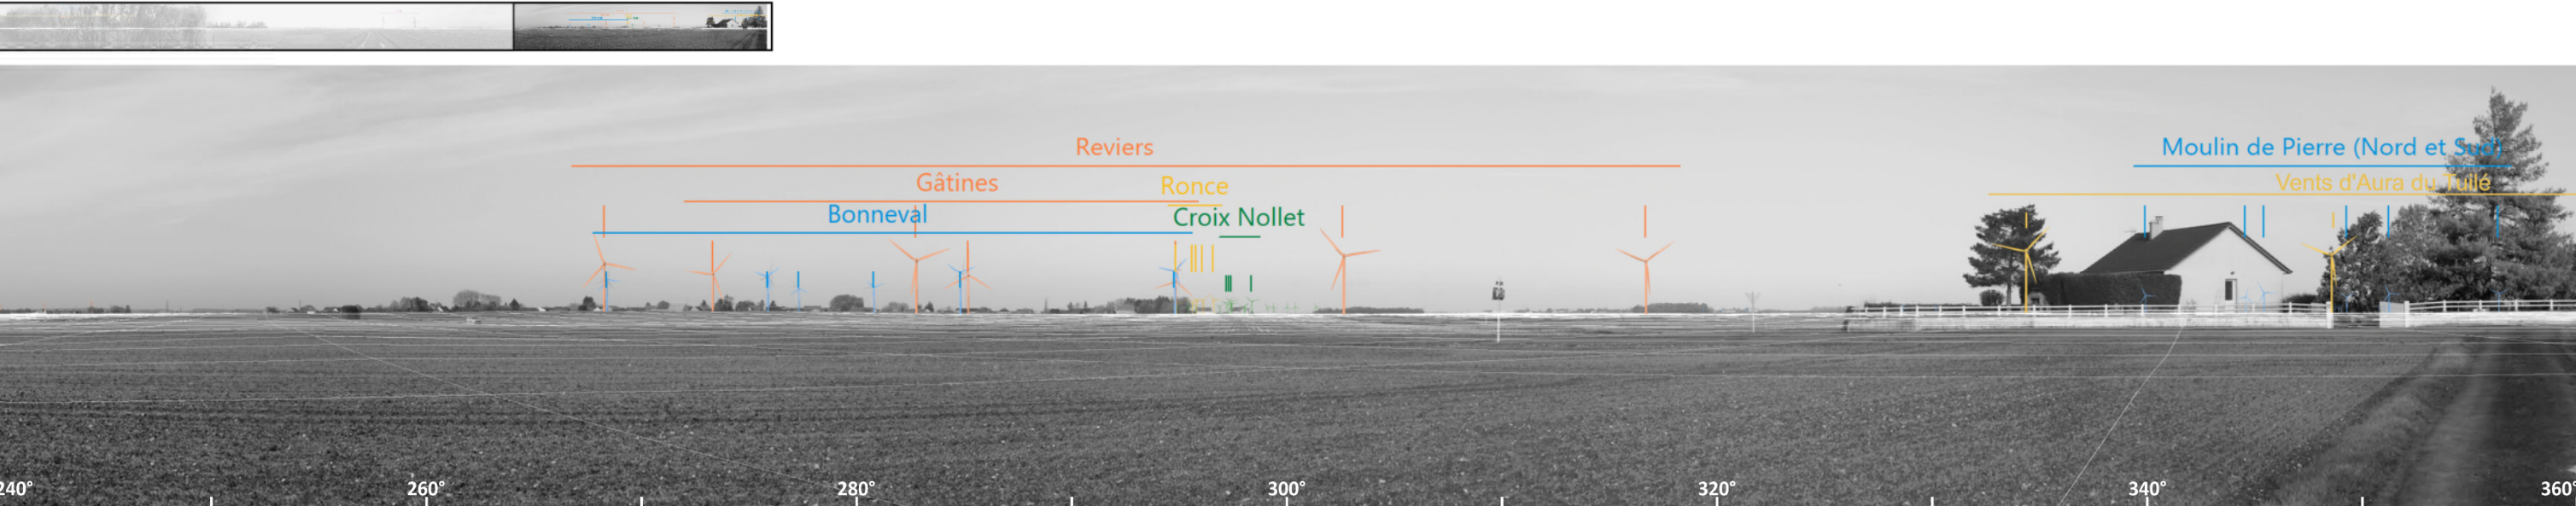 Reviers
Moulin de Pierre (Nord et Sud)
Gâtines
Ronce
Vents d'Aura du Tuilé
Bonneval
Croix Nollet
240°
260°
280°
300°
320°
340°
360°